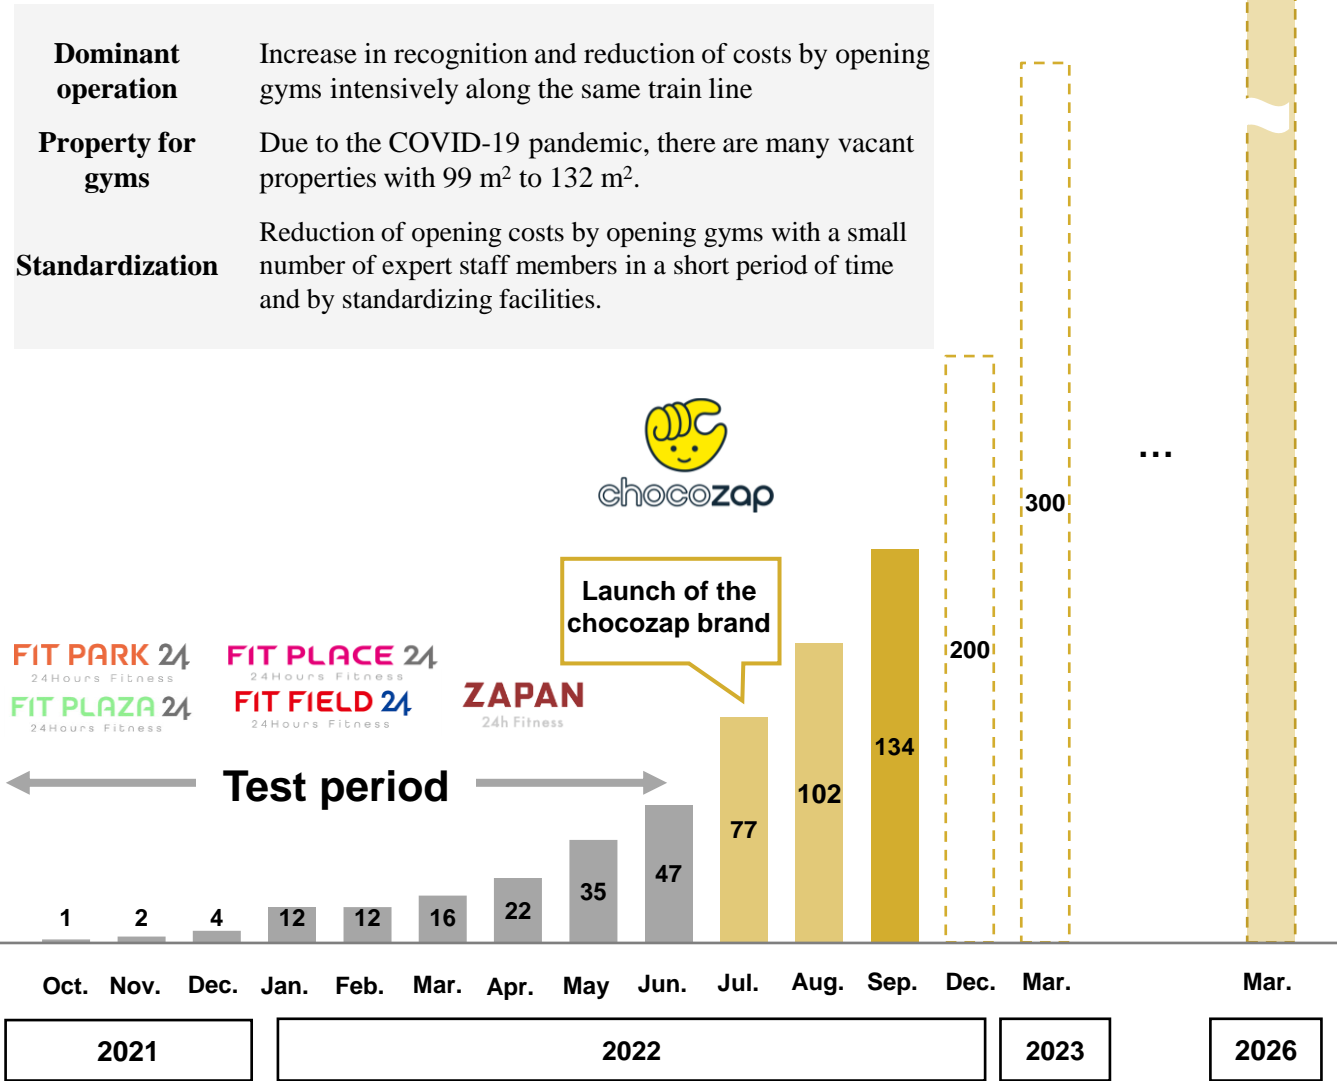 Dominant operation
Increase in recognition and reduction of costs by opening
gyms intensively along the same train line
Property for gyms
Due to the COVID-19 pandemic, there are many vacant
properties with 99 m² to 132 m².
Standardization
Reduction of opening costs by opening gyms with a small
number of expert staff members in a short period of time
and by standardizing facilities.
chocozap
Launch of the
chocozap brand
FIT PARK 24
24Hours Fitness
FIT PLACE 24
24Hours Fitness
FIT PLAZA 24
24Hours Fitness
FIT FIELD 24
24Hours Fitness
ZAPAN
24h Fitness
Test period
1
2
4
12
12
16
22
35
47
77
102
134
200
300
...
Oct. Nov. Dec. Jan. Feb. Mar. Apr. May Jun. Jul. Aug. Sep. Dec. Mar. Mar.
2021 2022 2023 2026